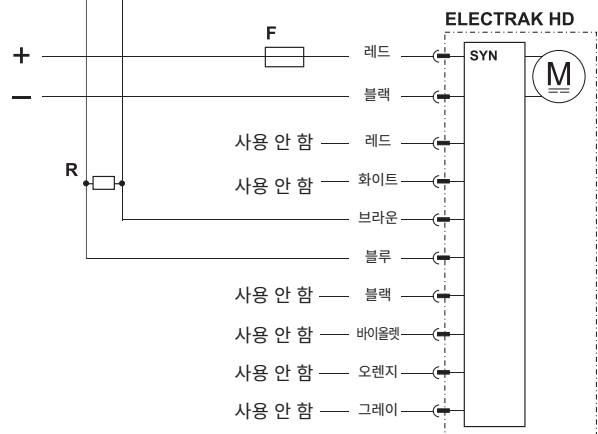 ELECTRAK HD
F
+ 레드 SYN
M
− 블랙
사용 안 함 레드
R
사용 안 함 화이트
브라운
블루
사용 안 함 블랙
사용 안 함 바이올렛
사용 안 함 오렌지
사용 안 함 그레이